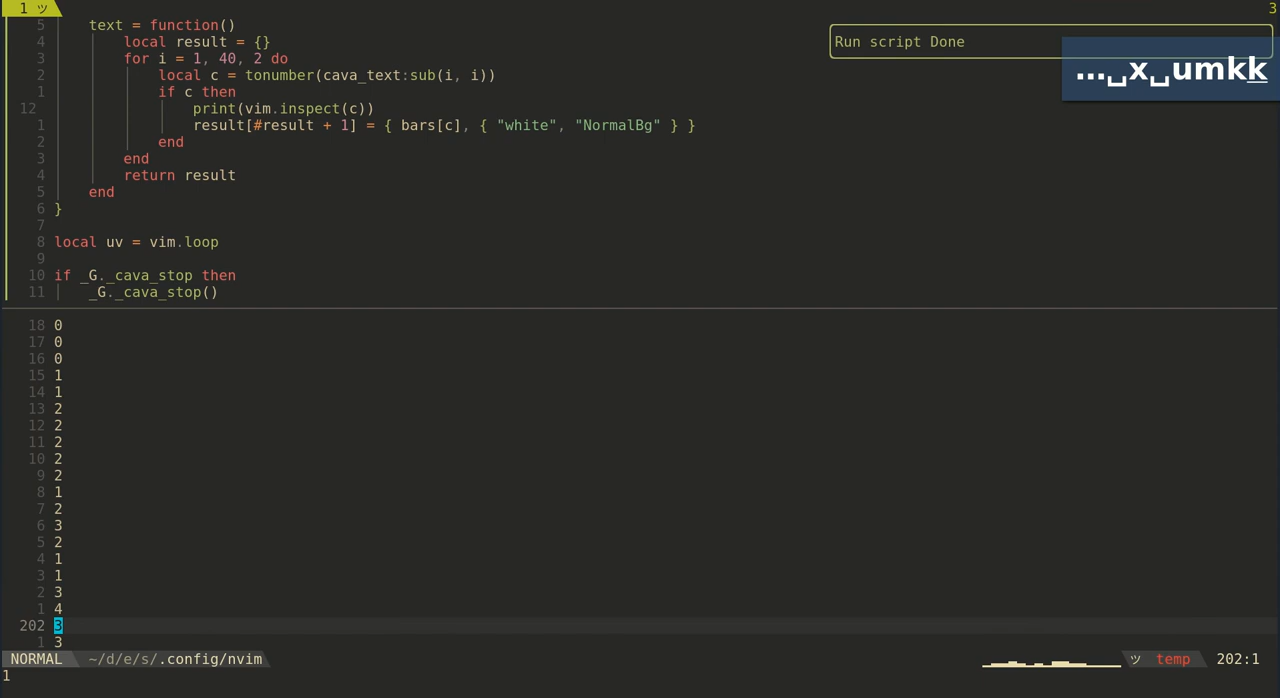 1 ツ 3
5 text = function()
4 local result = {}
Run script Done
3 for i = 1, 40, 2 do
…␣x␣umkk
2 local c = tonumber(cava_text:sub(i, i))
1 if c then
12 print(vim.inspect(c))
1 result[#result + 1] = { bars[c], { "white", "NormalBg" } }
2 end
3 end
4 return result
5 end
6 }
7
8 local uv = vim.loop
9
10 if _G._cava_stop then
11 _G._cava_stop()
18 0
17 0
16 0
15 1
14 1
13 2
12 2
11 2
10 2
9 2
8 1
7 2
6 3
5 2
4 1
3 1
2 3
1 4
202 3
1 3
NORMAL ~/d/e/s/.config/nvim ツ temp 202:1
1